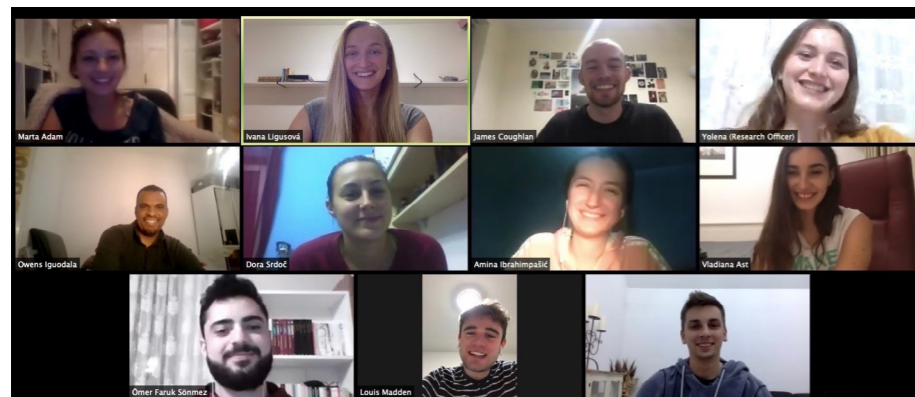 Marta Adam
Ivana Ligusová
James Coughlan
Yolena (Research Officer)
Owens Iguodala
Dora Srdoč
Amina Ibrahimpašić
Vladiana Ast
Ömer Faruk Sönmez
Louis Madden